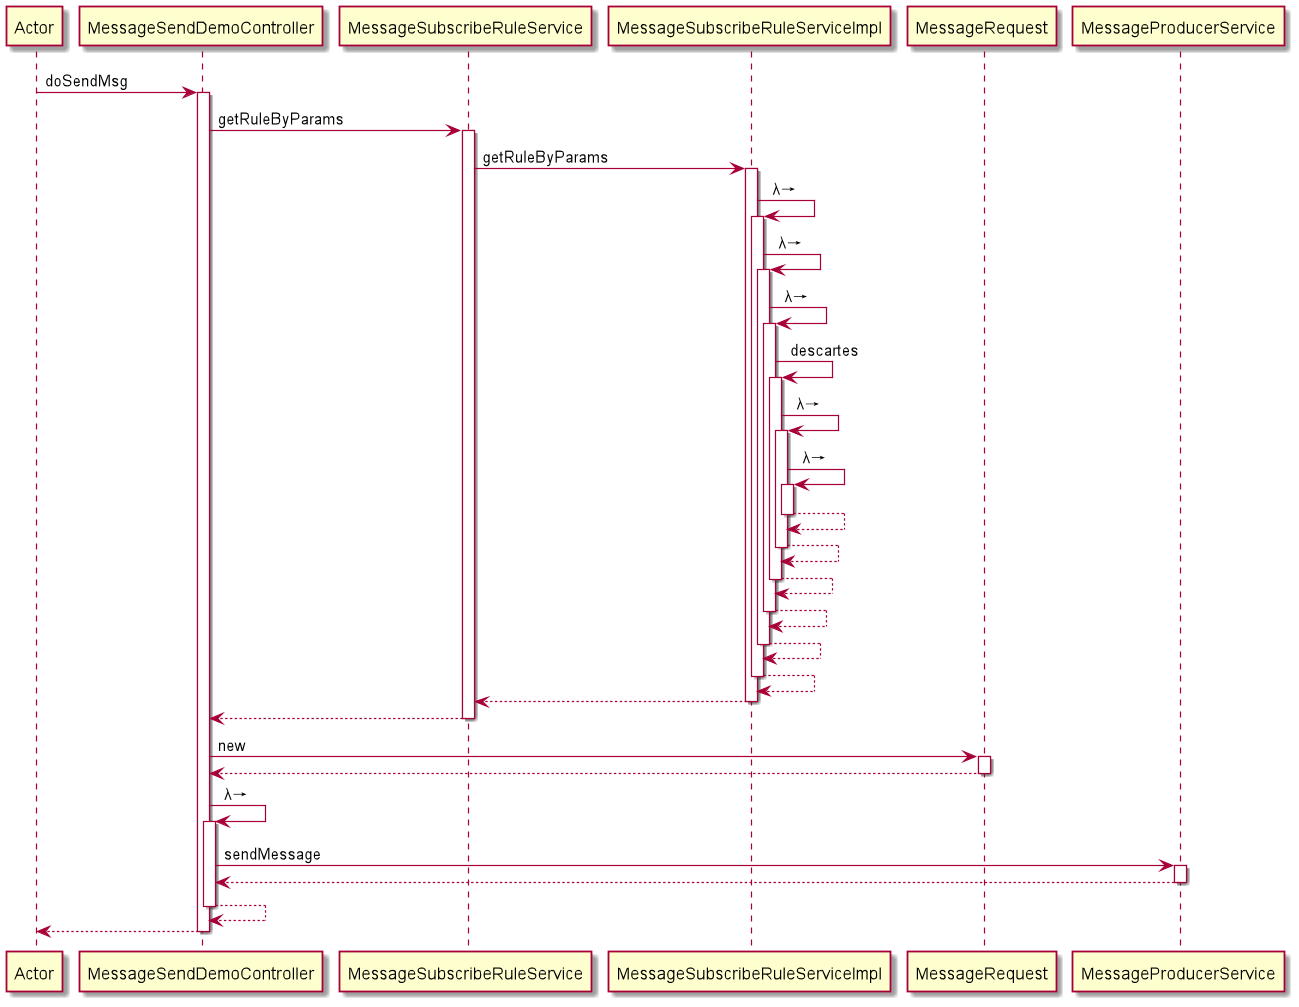 Actor
MessageSendDemoController
MessageSubscribeRuleService
MessageSubscribeRuleServiceImpl
MessageRequest
MessageProducerService
doSendMsg
getRuleByParams
getRuleByParams
λ→
λ→
λ→
descartes
λ→
λ→
new
λ→
sendMessage
Actor
MessageSendDemoController
MessageSubscribeRuleService
MessageSubscribeRuleServiceImpl
MessageRequest
MessageProducerService